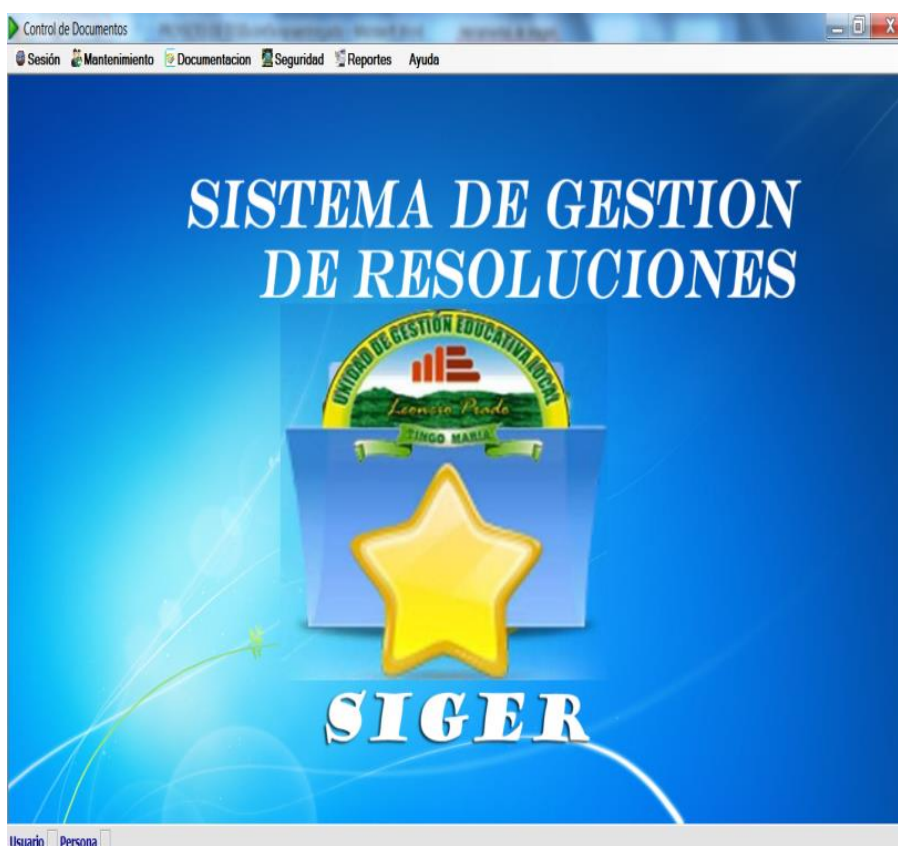 Control de Documentos
Sesión Mantenimiento Documentacion Seguridad Reportes Ayuda
SISTEMA DE GESTION
DE RESOLUCIONES
UNIDAD DE GESTIÓN EDUCATIVA LOCAL
Leoncio Prado
TINGO MARIA
SIGER
Usuario Persona